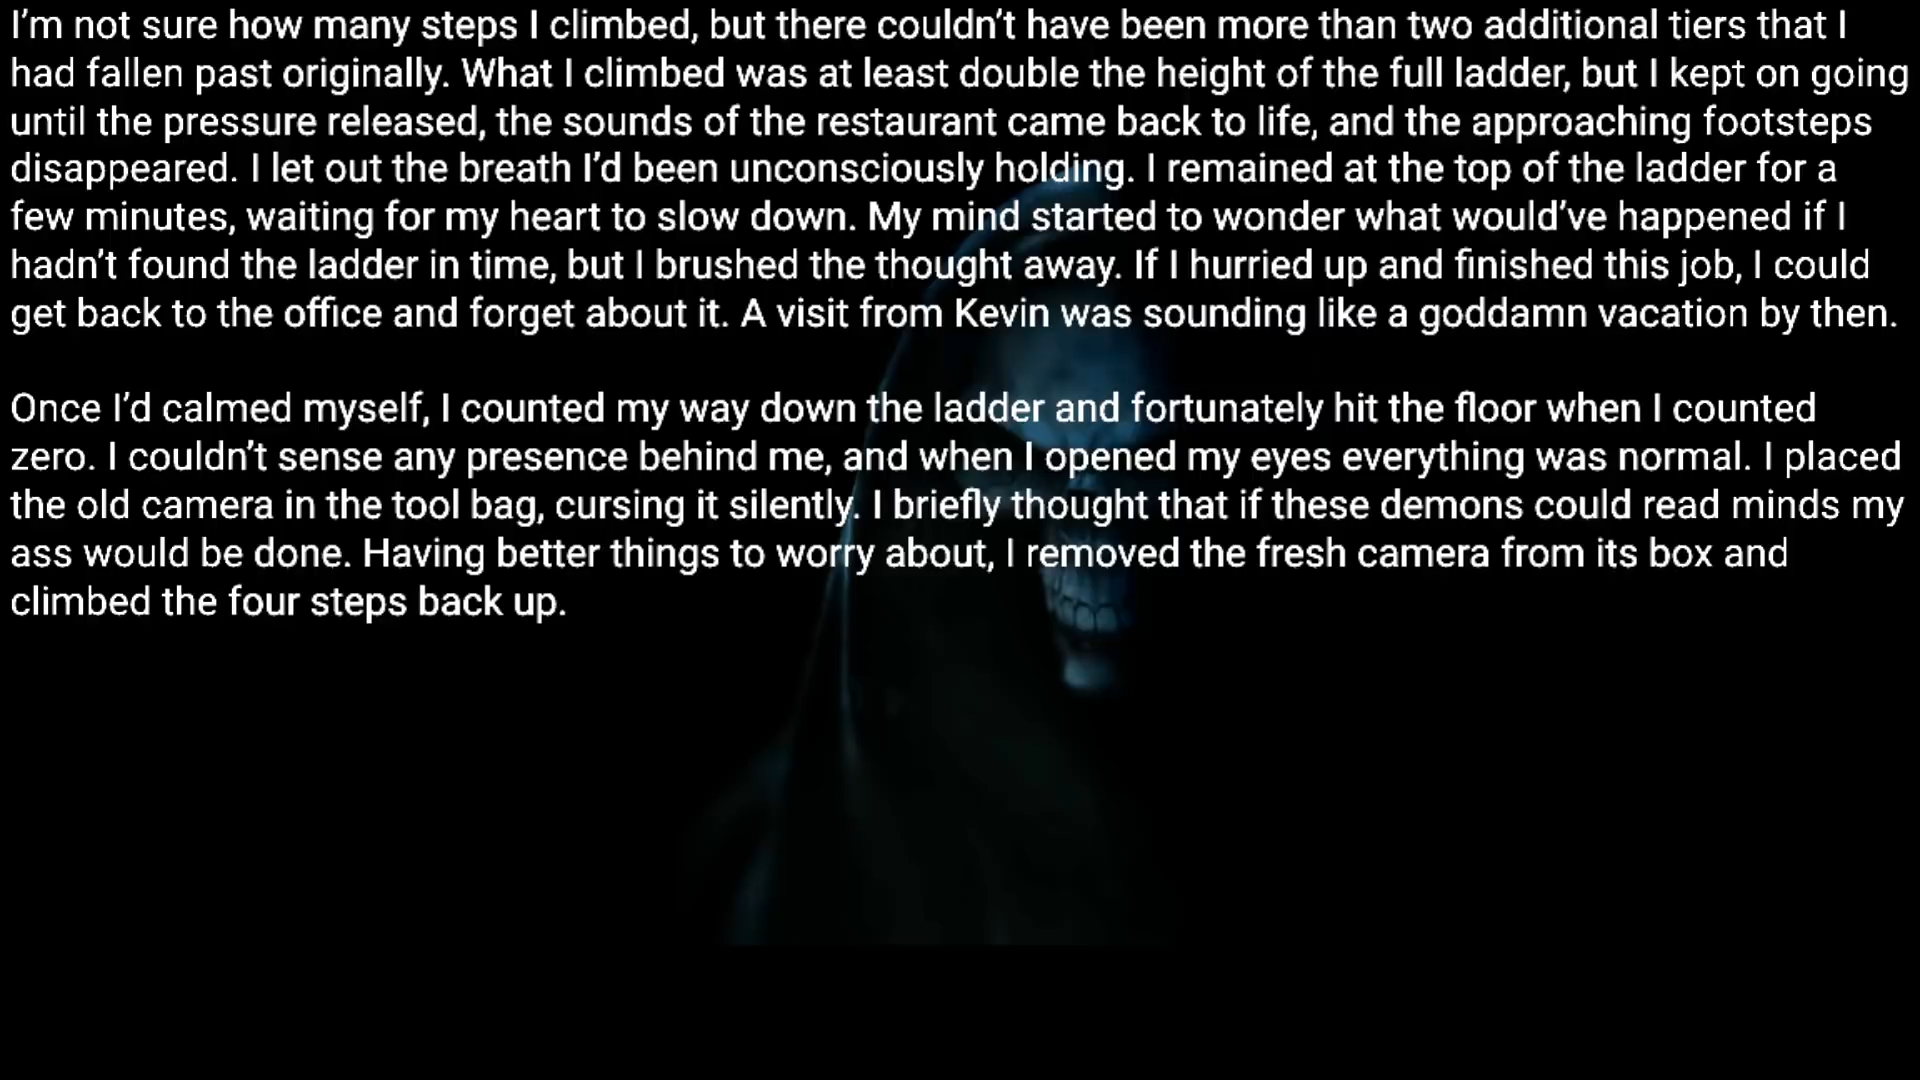 I’m not sure how many steps I climbed, but there couldn’t have been more than two additional tiers that I
had fallen past originally. What I climbed was at least double the height of the full ladder, but I kept on going
until the pressure released, the sounds of the restaurant came back to life, and the approaching footsteps
disappeared. I let out the breath I’d been unconsciously holding. I remained at the top of the ladder for a
few minutes, waiting for my heart to slow down. My mind started to wonder what would’ve happened if I
hadn’t found the ladder in time, but I brushed the thought away. If I hurried up and finished this job, I could
get back to the office and forget about it. A visit from Kevin was sounding like a goddamn vacation by then.
Once I’d calmed myself, I counted my way down the ladder and fortunately hit the floor when I counted
zero. I couldn’t sense any presence behind me, and when I opened my eyes everything was normal. I placed
the old camera in the tool bag, cursing it silently. I briefly thought that if these demons could read minds my
ass would be done. Having better things to worry about, I removed the fresh camera from its box and
climbed the four steps back up.